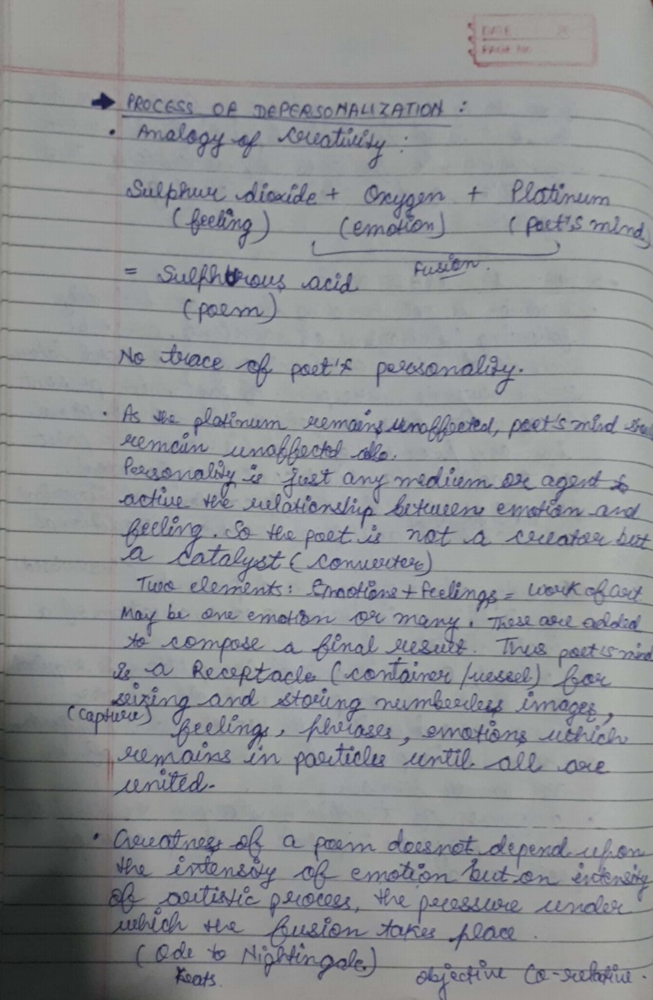 DATE 20
PAGE NO.
PROCESS OF DEPERSONALIZATION :
• Analogy of Creativity :
Sulphur dioxide + Oxygen + Platinum
(feeling) (emotion) (poet's mind)
Fusion.
= Sulphurous acid
(poem)
No trace of poet's personality.
• As the platinum remains unaffected, poet's mind
remain unaffected also.
Personality is just any medium or agent to
active the relationship between emotion and
feeling. So the poet is not a creator but
a catalyst (converter)
Two elements: Emotions + feelings = work of art
May be one emotion or many. These are added
to compose a final result. Thus poet's mind
is a Receptacle (container/vessel) for
seizing and storing numberless images,
(capture) feelings, phrases, emotions which
remains in particles until all are
united.
• Greatness of a poem doesnot depend upon
the intensity of emotion but on intensity
of artistic process, the pressure under
which the fusion takes place.
(Ode to Nightingale)
Keats. objective Co-relative.